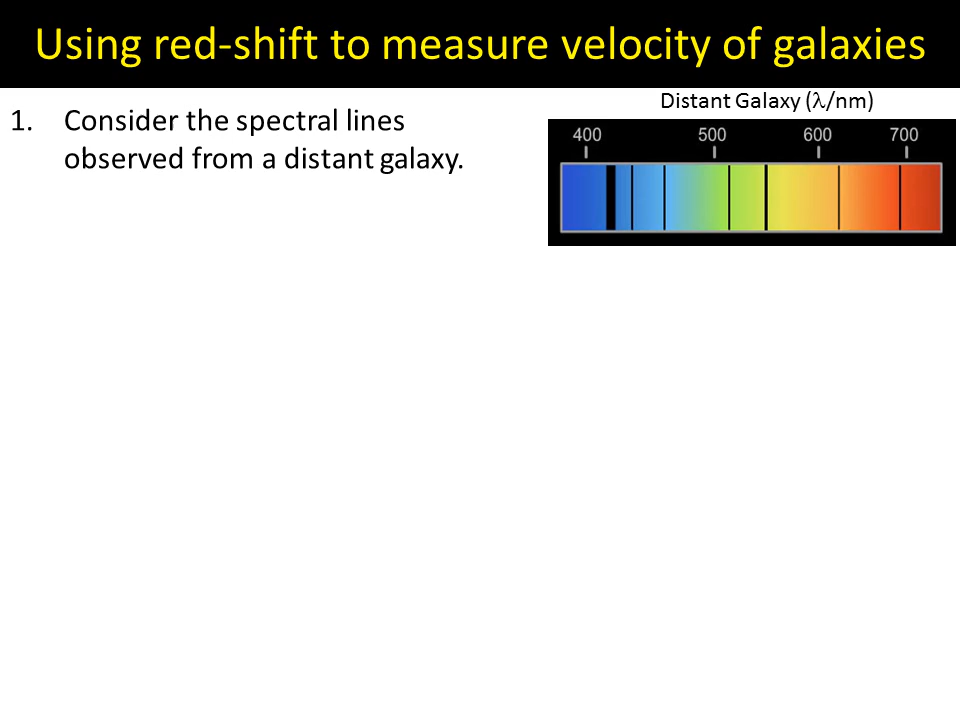 Using red-shift to measure velocity of galaxies
1. Consider the spectral lines
observed from a distant galaxy.
Distant Galaxy (λ/nm)
400 500 600 700